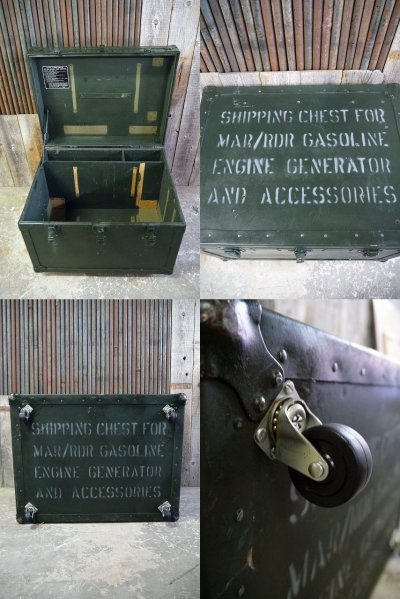 SHIPPING CHEST FOR
MAR/RDR GASOLINE
ENGINE GENERATOR
AND ACCESSORIES
SHIPPING CHEST FOR
MAR/RDR GASOLINE
ENGINE GENERATOR
AND ACCESSORIES